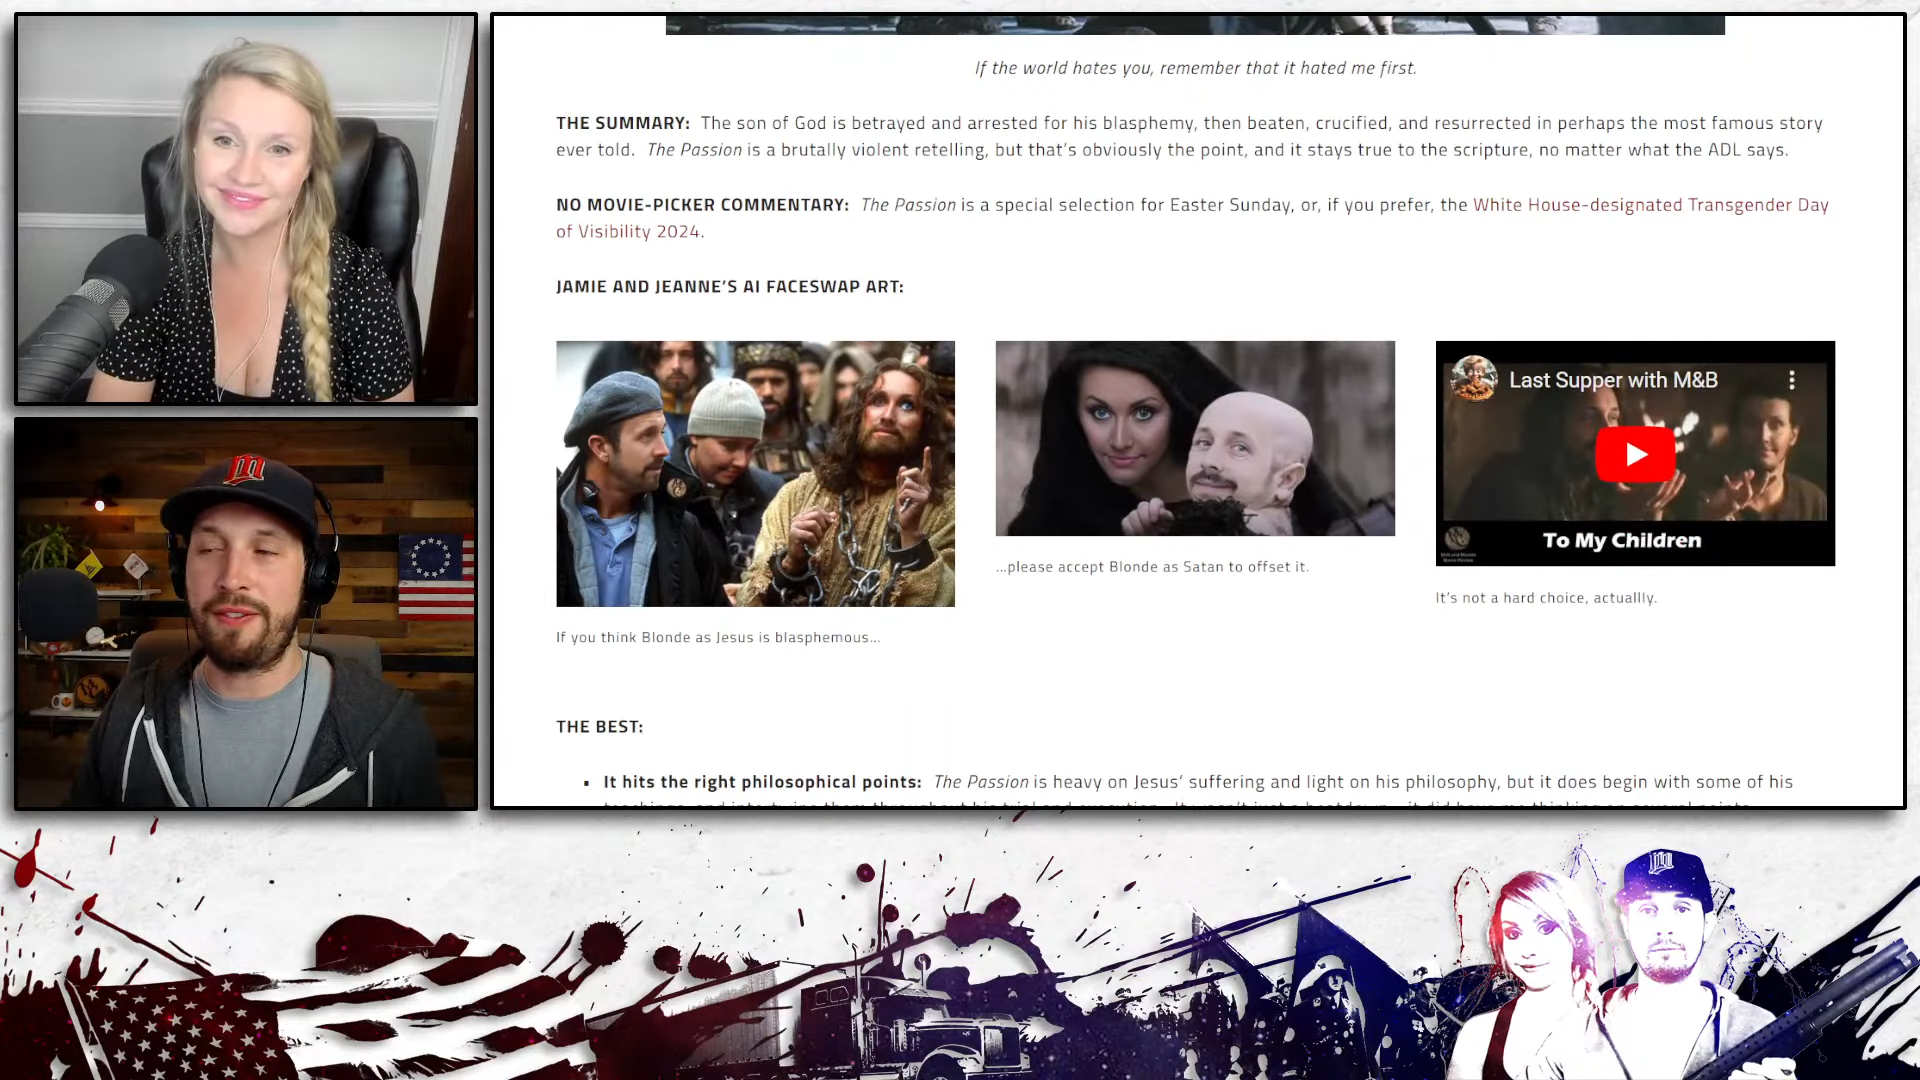 If the world hates you, remember that it hated me first.
THE SUMMARY: The son of God is betrayed and arrested for his blasphemy, then beaten, crucified, and resurrected in perhaps the most famous story
ever told. The Passion is a brutally violent retelling, but that's obviously the point, and it stays true to the scripture, no matter what the ADL says.
NO MOVIE-PICKER COMMENTARY: The Passion is a special selection for Easter Sunday, or, if you prefer, the White House-designated Transgender Day
of Visibility 2024.
JAMIE AND JEANNE'S AI FACESWAP ART:
Last Supper with M&B
To My Children
…please accept Blonde as Satan to offset it.
It's not a hard choice, actuallly.
If you think Blonde as Jesus is blasphemous…
THE BEST:
It hits the right philosophical points: The Passion is heavy on Jesus' suffering and light on his philosophy, but it does begin with some of his